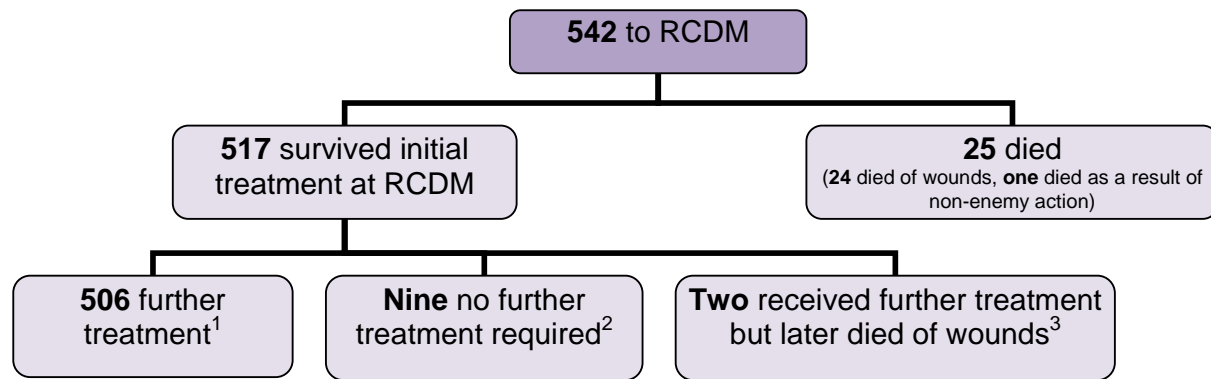 542 to RCDM
517 survived initial
treatment at RCDM
25 died
(24 died of wounds, one died as a result of
non-enemy action)
506 further
treatment1
Nine no further
treatment required2
Two received further treatment
but later died of wounds3